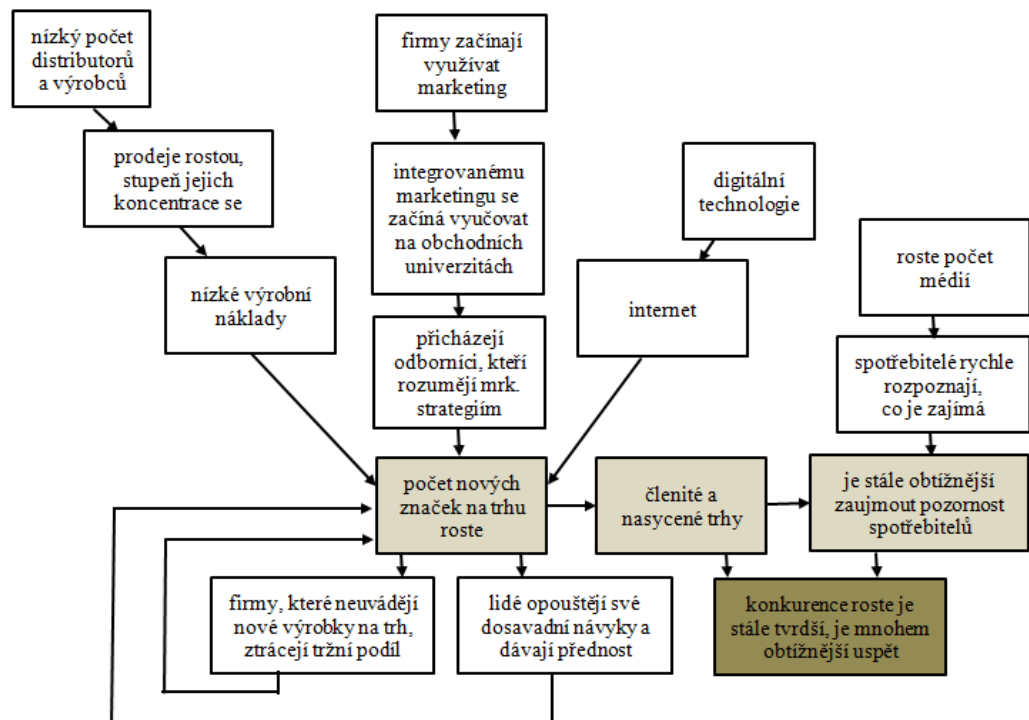 nízký počet
distributorů
a výrobců
firmy začínají
využívat
marketing
prodeje rostou,
stupeň jejich
koncentrace se
integrovanému
marketingu se
začíná vyučovat
na obchodních
univerzitách
digitální
technologie
roste počet
médií
nízké výrobní
náklady
internet
přicházejí
odborníci, kteří
rozumějí mrk.
strategiím
spotřebitelé rychle
rozpoznají,
co je zajímá
počet nových
značek na trhu
roste
členité a
nasycené trhy
je stále obtížnější
zaujmout pozornost
spotřebitelů
firmy, které neuvádějí
nové výrobky na trh,
ztrácejí tržní podíl
lidé opouštějí své
dosavadní návyky a
dávají přednost
konkurence roste je
stále tvrdší, je mnohem
obtížnější uspět